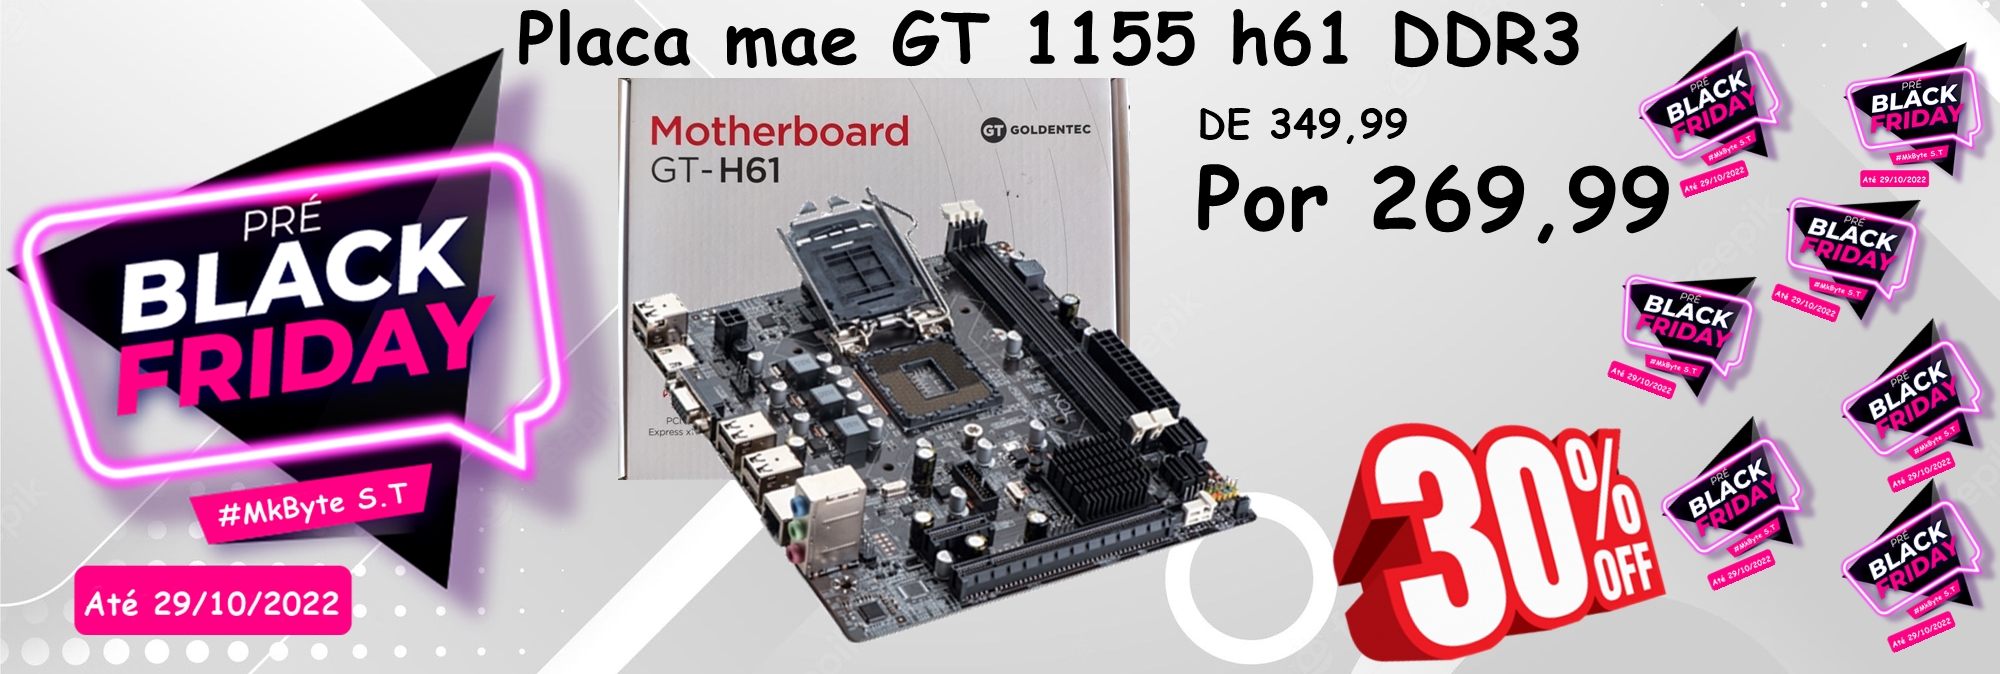 Placa mae GT 1155 h61 DDR3
PRÉ
BLACK
FRIDAY
#MkByte S.T
Até 29/10/2022
Motherboard
GT-H61
GT GOLDENTEC
PCI
Express x
DE 349,99
Por 269,99
30%
OFF
PRÉ
BLACK
FRIDAY
#MkByte S.T
Até 29/10/2022
PRÉ
BLACK
FRIDAY
#MkByte S.T
Até 29/10/2022
PRÉ
BLACK
FRIDAY
#MkByte S.T
Até 29/10/2022
PRÉ
BLACK
FRIDAY
#MkByte S.T
Até 29/10/2022
PRÉ
BLACK
FRIDAY
#MkByte S.T
Até 29/10/2022
PRÉ
BLACK
FRIDAY
#MkByte S.T
Até 29/10/2022
PRÉ
BLACK
FRIDAY
#MkByte S.T
Até 29/10/2022